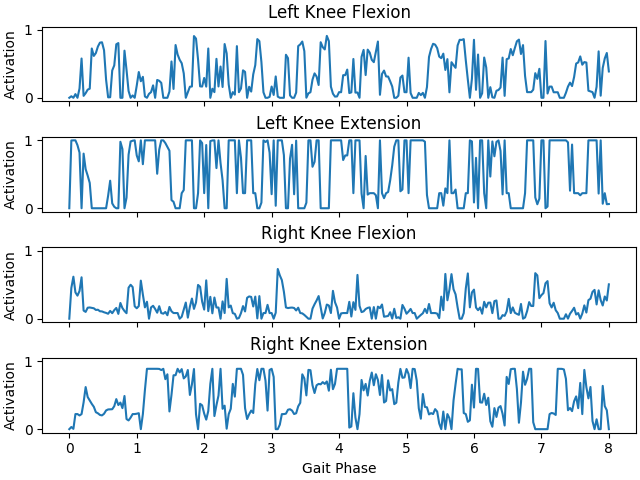 Left Knee Flexion
Activation
1
0
Left Knee Extension
Activation
1
0
Right Knee Flexion
Activation
1
0
Right Knee Extension
Activation
1
0
0 1 2 3 4 5 6 7 8
Gait Phase